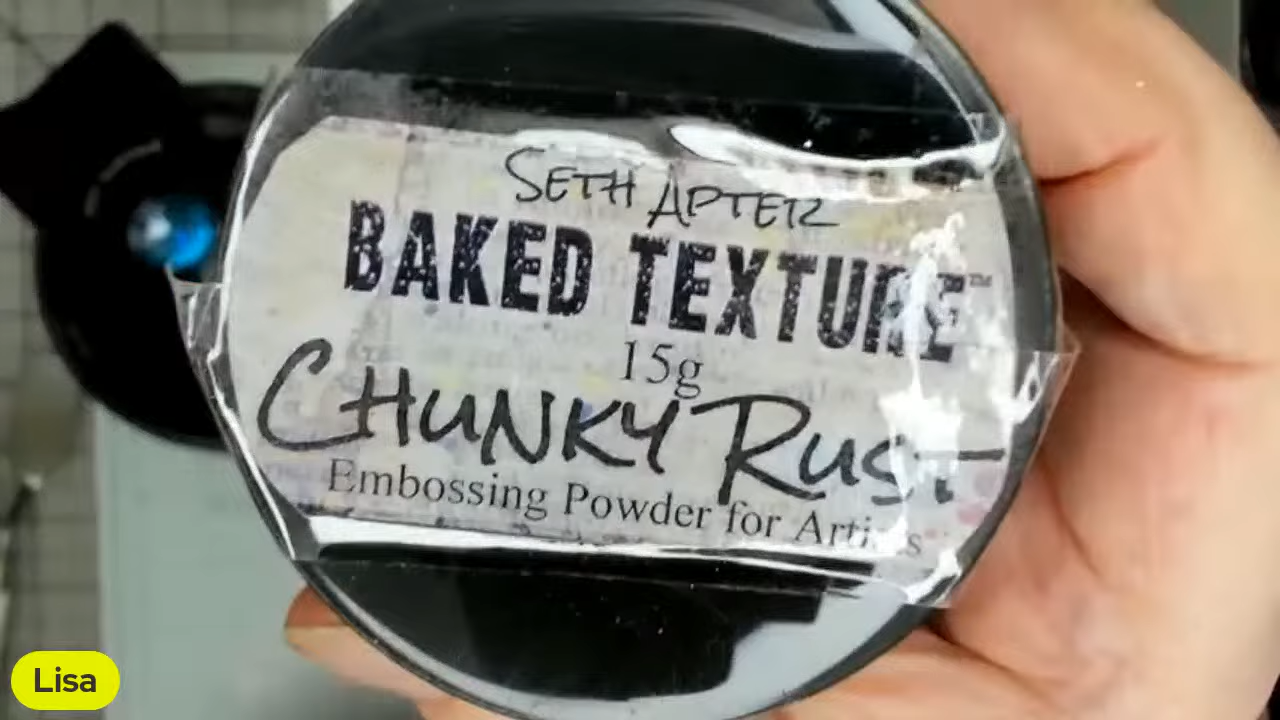 SETH APTER
BAKED TEXTURE™
15g
CHUNKY RUST
Embossing Powder for Artists
Lisa